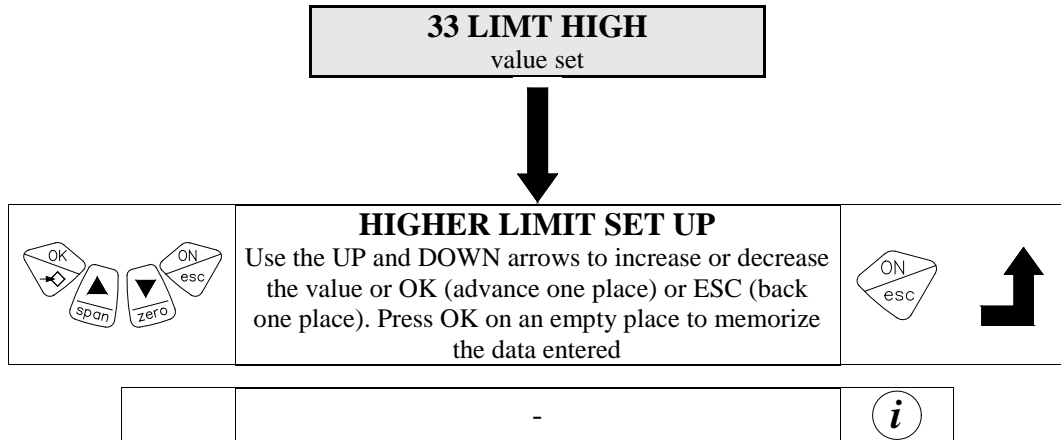 33 LIMT HIGH
value set
HIGHER LIMIT SET UP
OK
span
zero
ON
esc
Use the UP and DOWN arrows to increase or decrease
the value or OK (advance one place) or ESC (back
one place). Press OK on an empty place to memorize
the data entered
ON
esc
-
i